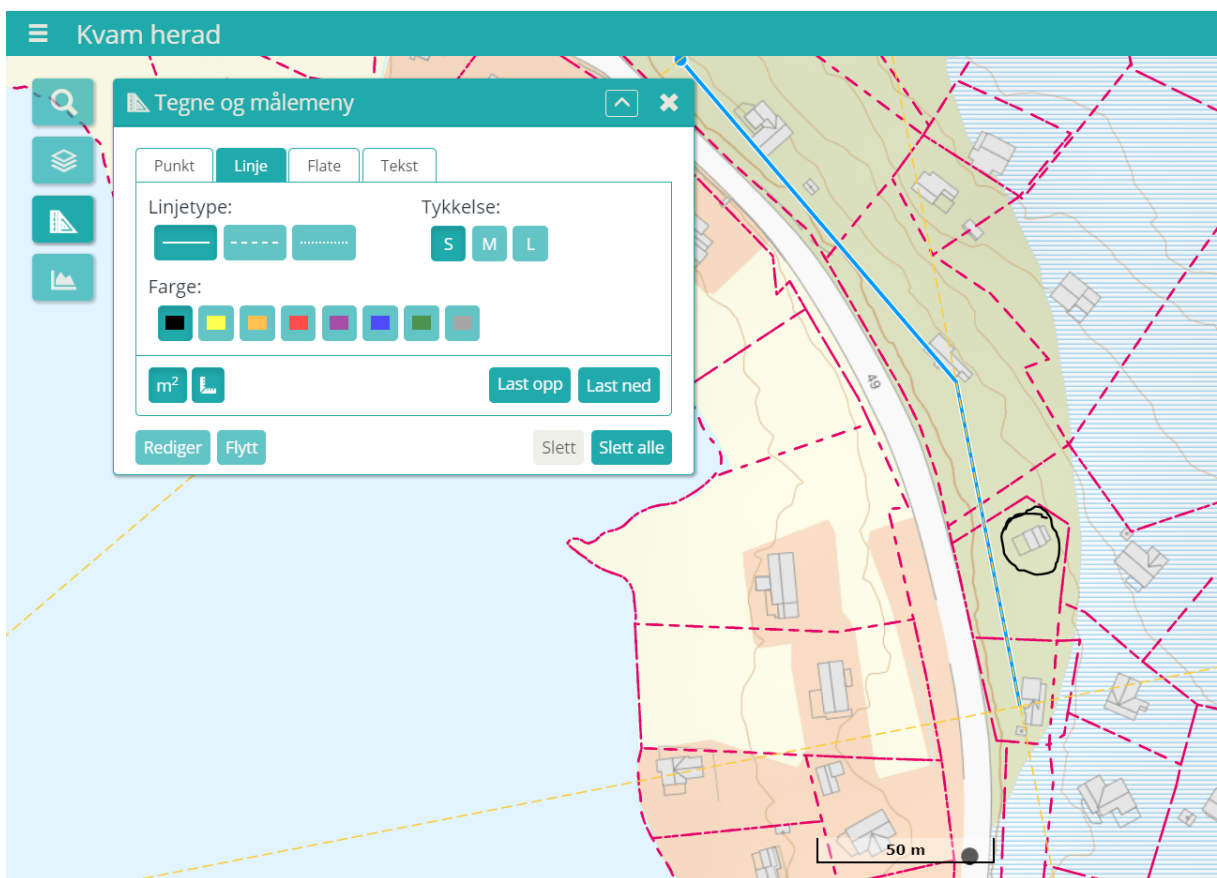 Kvam herad
Tegne og målemeny
Punkt Linje Flate Tekst
Linjetype: Tykkelse:
S M L
Farge:
m² Last opp Last ned
Rediger Flytt Slett Slett alle
49
50 m